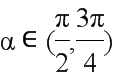 α ∈ (π/2, 3π/4)